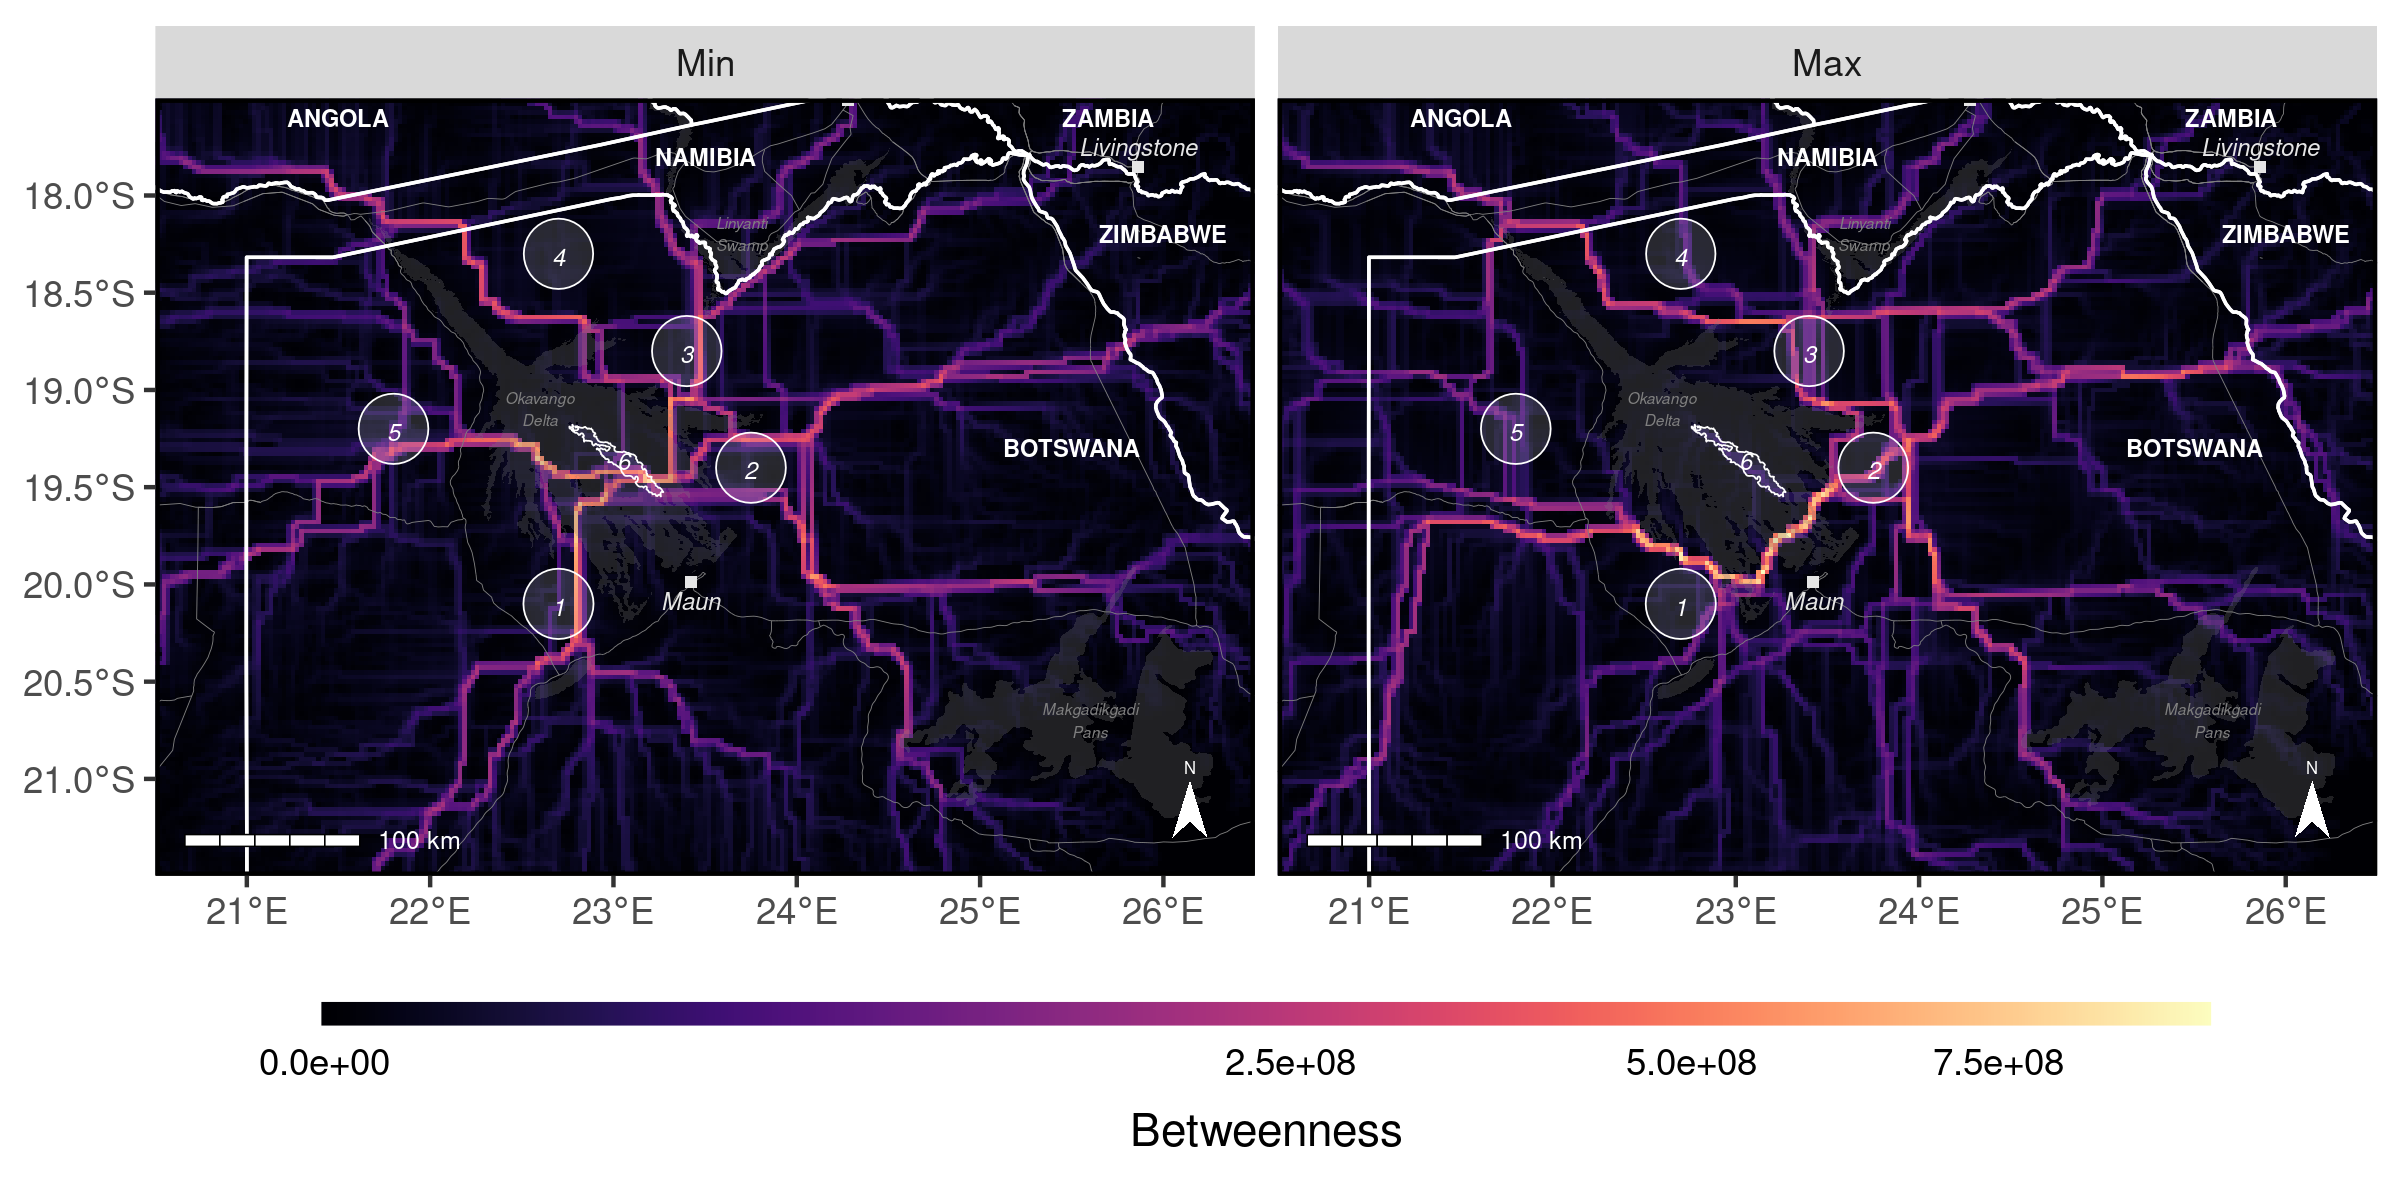 Min
Max
ANGOLA
ZAMBIA
Livingstone
NAMIBIA
ZIMBABWE
Linyanti
Swamp
4
3
Okavango
Delta
5
6
2
BOTSWANA
1
Maun
Makgadikgadi
Pans
N
100 km
ANGOLA
ZAMBIA
Livingstone
NAMIBIA
ZIMBABWE
Linyanti
Swamp
4
3
Okavango
Delta
5
6
2
BOTSWANA
1
Maun
Makgadikgadi
Pans
N
100 km
18.0°S
18.5°S
19.0°S
19.5°S
20.0°S
20.5°S
21.0°S
21°E 22°E 23°E 24°E 25°E 26°E
21°E 22°E 23°E 24°E 25°E 26°E
0.0e+00 2.5e+08 5.0e+08 7.5e+08
Betweenness